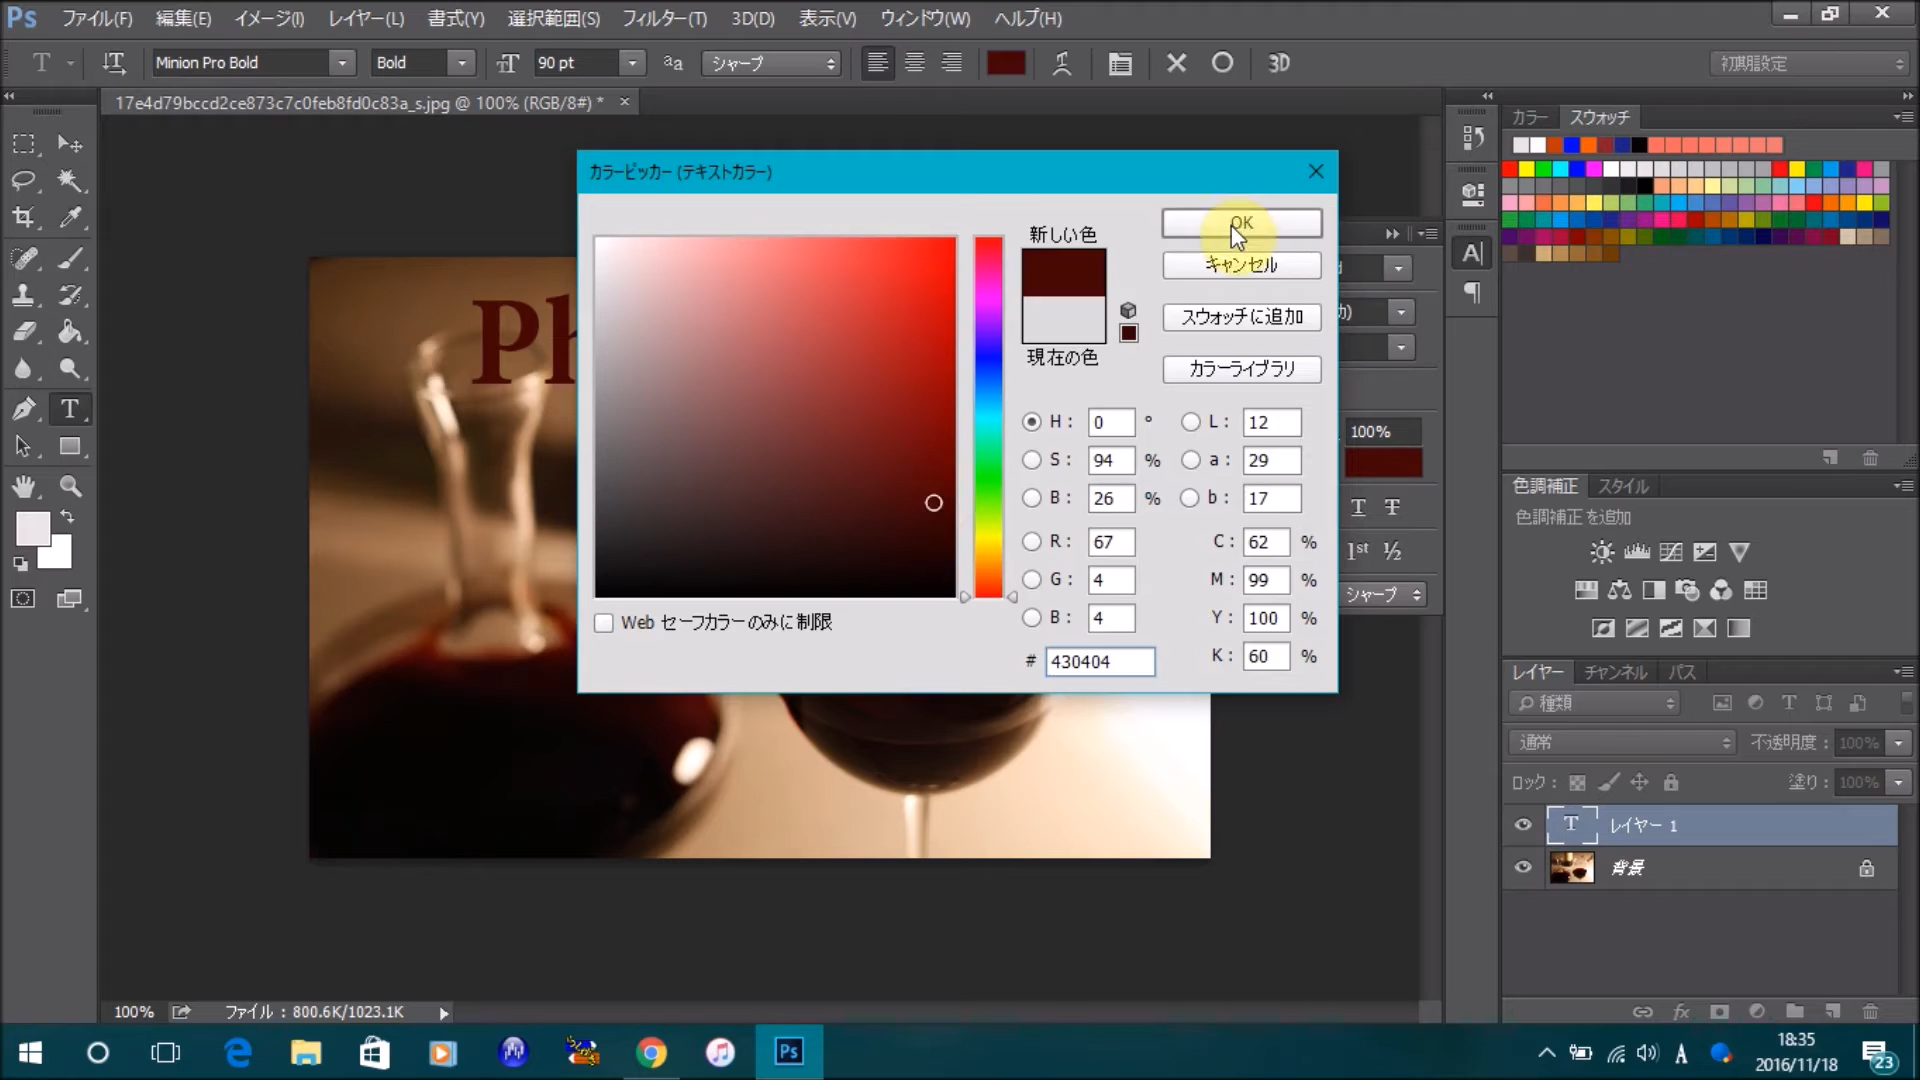 Ps ファイル(F) 編集(E) イメージ(I) レイヤー(L) 書式(Y) 選択範囲(S) フィルター(T) 3D(D) 表示(V) ウィンドウ(W) ヘルプ(H)
T Minion Pro Bold Bold 90 pt aa シャープ 3D 初期設定
17e4d79bccd2ce873c7c0feb8fd0c83a_s.jpg @ 100% (RGB/8#) * ×
カラー スウォッチ
カラーピッカー (テキストカラー)
新しい色
現在の色
OK
キャンセル
スウォッチに追加
カラーライブラリ
H : 0 ° L : 12
S : 94 % a : 29
B : 26 % b : 17
R : 67 C : 62 %
G : 4 M : 99 %
B : 4 Y : 100 %
# 430404 K : 60 %
Web セーフカラーのみに制限
Ph
100%
T T
1st ½
シャープ
色調補正 スタイル
色調補正を追加
レイヤー チャンネル パス
種類
通常 不透明度 : 100%
ロック : 塗り : 100%
T レイヤー 1
背景
fx
100% ファイル : 800.6K/1023.1K
Ps
A
18:35
2016/11/18
23